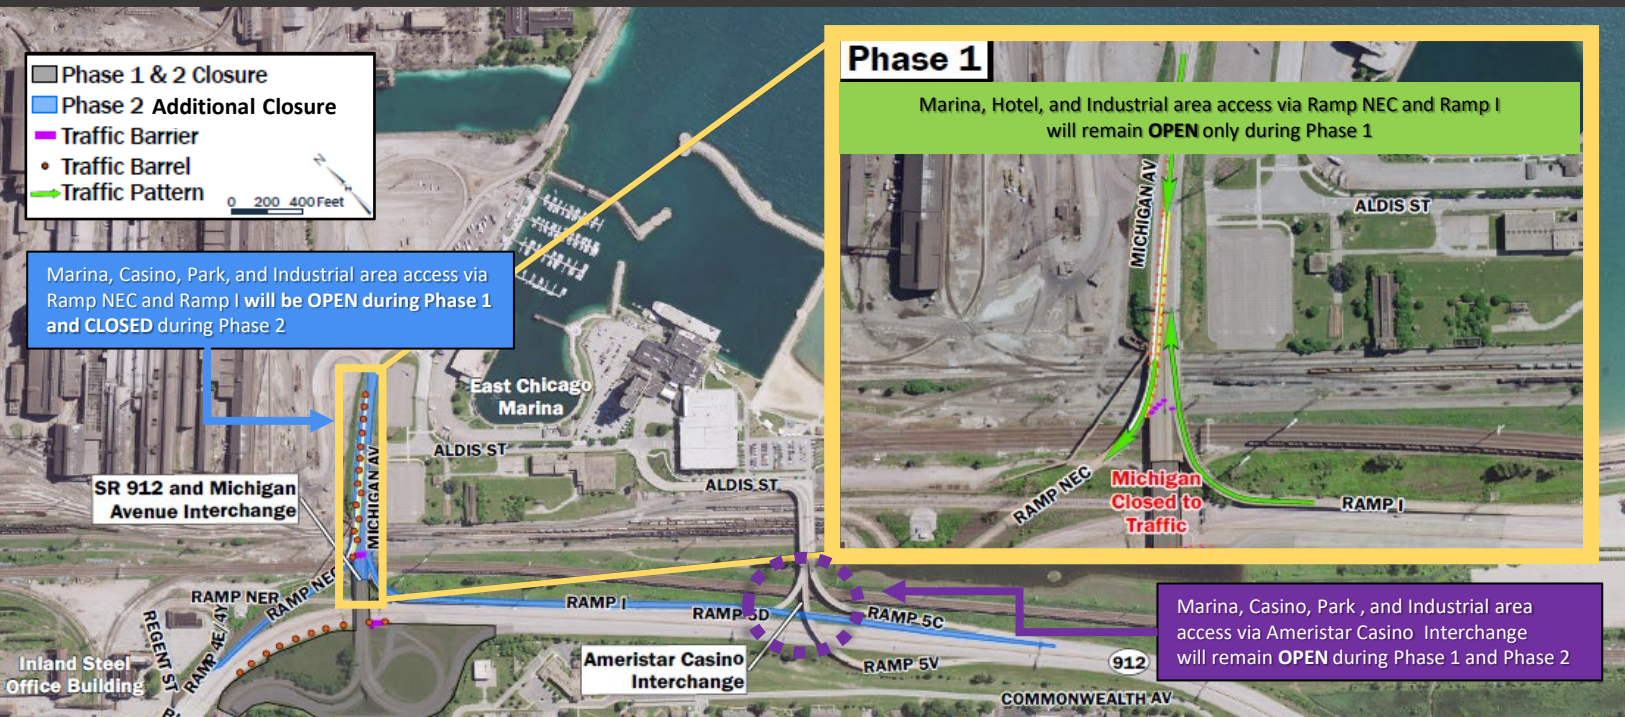 Phase 1 & 2 Closure
Phase 2 Additional Closure
Traffic Barrier
Traffic Barrel
Traffic Pattern
N
0 200 400 Feet
Marina, Casino, Park, and Industrial area access via
Ramp NEC and Ramp I will be OPEN during Phase 1
and CLOSED during Phase 2
East Chicago
Marina
ALDIS ST
ALDIS ST
MICHIGAN AV
SR 912 and Michigan
Avenue Interchange
RAMP NER
RAMP NEC
RAMP 4E/4Y
REGENT ST
Inland Steel
Office Building
RAMP I
RAMP 5D
RAMP 5C
RAMP 5V
Ameristar Casino
Interchange
912
COMMONWEALTH AV
Phase 1
Marina, Hotel, and Industrial area access via Ramp NEC and Ramp I
will remain OPEN only during Phase 1
MICHIGAN AV
ALDIS ST
RAMP NEC
Michigan
Closed to
Traffic
RAMP I
Marina, Casino, Park , and Industrial area
access via Ameristar Casino Interchange
will remain OPEN during Phase 1 and Phase 2